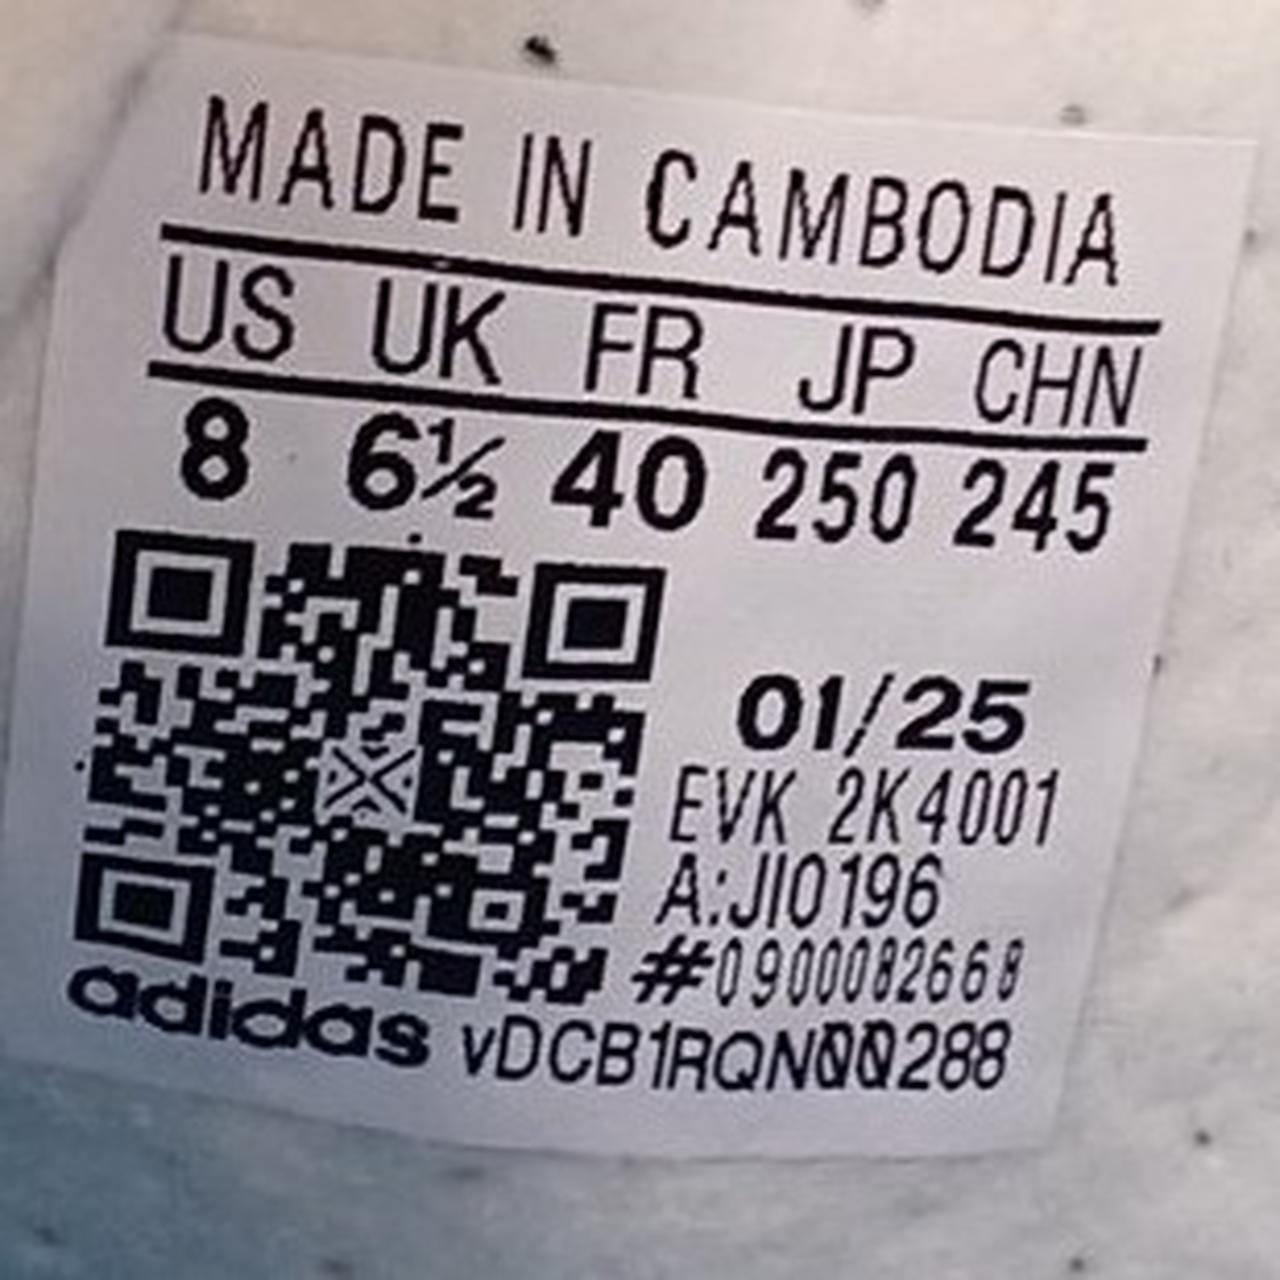 MADE IN CAMBODIA
US UK FR JP CHN
8 6½ 40 250 245
01/25
EVK 2K4001
A:JI0196
#0900082668
adidas vDCB1RQN00288